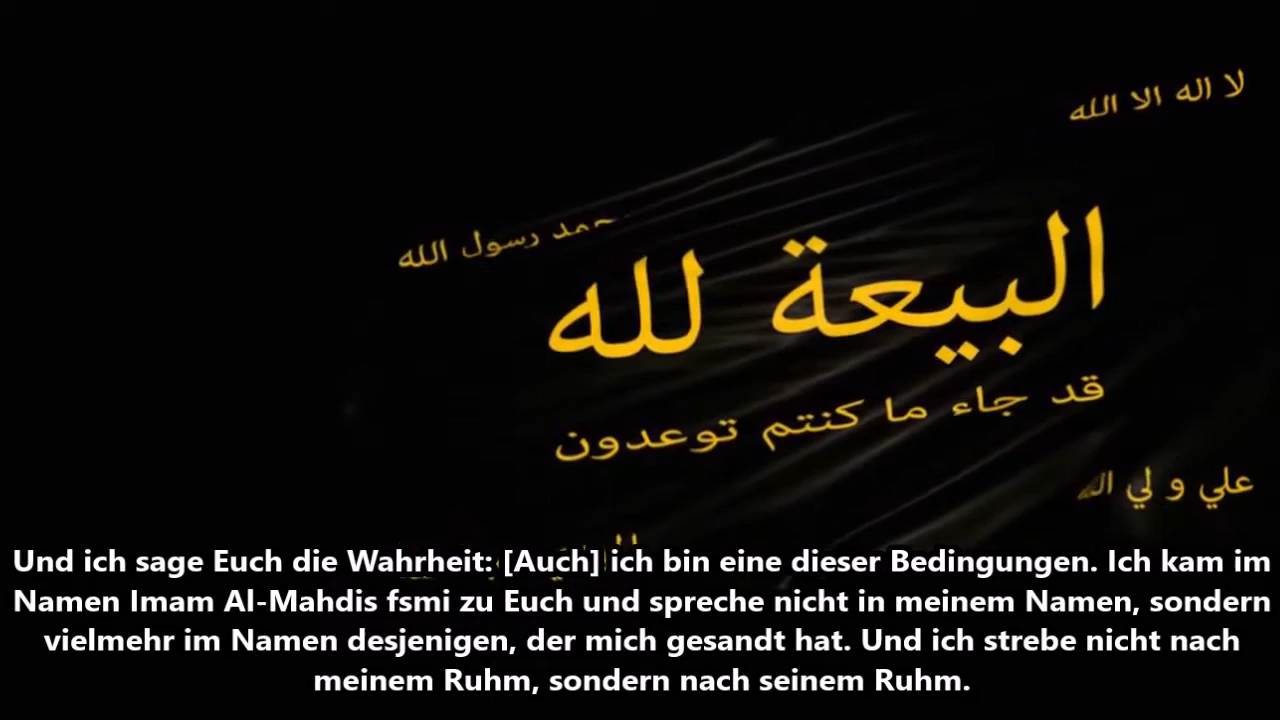 لا اله الا الله
محمد رسول الله
البيعة لله
قد جاء ما كنتم توعدون
علي و لي الله
Und ich sage Euch die Wahrheit: [Auch] ich bin eine dieser Bedingungen. Ich kam im
Namen Imam Al-Mahdis fsmi zu Euch und spreche nicht in meinem Namen, sondern
vielmehr im Namen desjenigen, der mich gesandt hat. Und ich strebe nicht nach
meinem Ruhm, sondern nach seinem Ruhm.